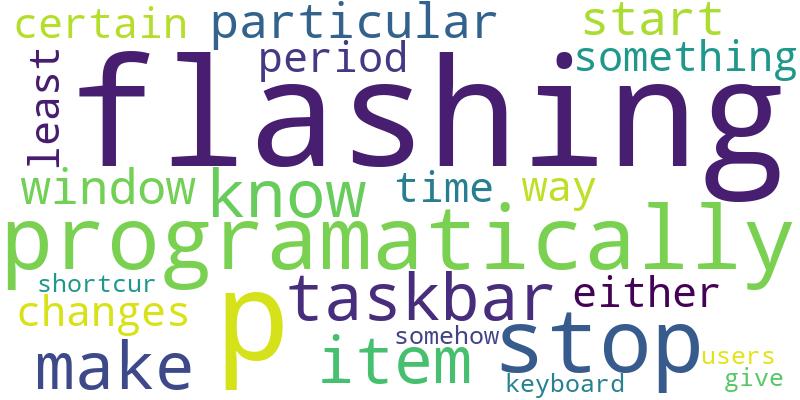 certain particular start
period something
least
flashing
window know time way
programatically
shortcur
p taskbar either
changes
somehow stop
make item users
keyboard give